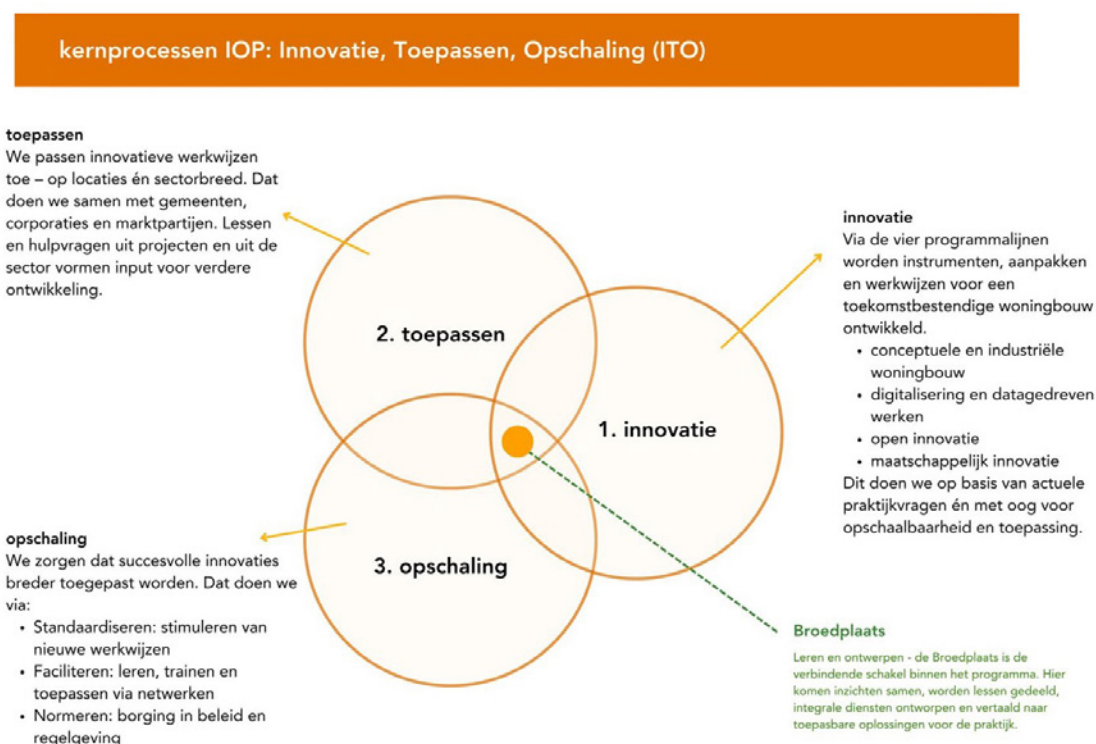 kernprocessen IOP: Innovatie, Toepassen, Opschaling (ITO)
toepassen
We passen innovatieve werkwijzen
toe – op locaties én sectorbreed. Dat
doen we samen met gemeenten,
corporaties en marktpartijen. Lessen
en hulpvragen uit projecten en uit de
sector vormen input voor verdere
ontwikkeling.
2. toepassen
1. innovatie
3. opschaling
innovatie
Via de vier programmalijnen
worden instrumenten, aanpakken
en werkwijzen voor een
toekomstbestendige woningbouw
ontwikkeld.
• conceptuele en industriële
woningbouw
• digitalisering en datagedreven
werken
• open innovatie
• maatschappelijk innovatie
Dit doen we op basis van actuele
praktijkvragen én met oog voor
opschaalbaarheid en toepassing.
opschaling
We zorgen dat succesvolle innovaties
breder toegepast worden. Dat doen we
via:
• Standaardiseren: stimuleren van
nieuwe werkwijzen
• Faciliteren: leren, trainen en
toepassen via netwerken
• Normeren: borging in beleid en
regelgeving
Broedplaats
Leren en ontwerpen - de Broedplaats is de
verbindende schakel binnen het programma. Hier
komen inzichten samen, worden lessen gedeeld,
integrale diensten ontworpen en vertaald naar
toepasbare oplossingen voor de praktijk.